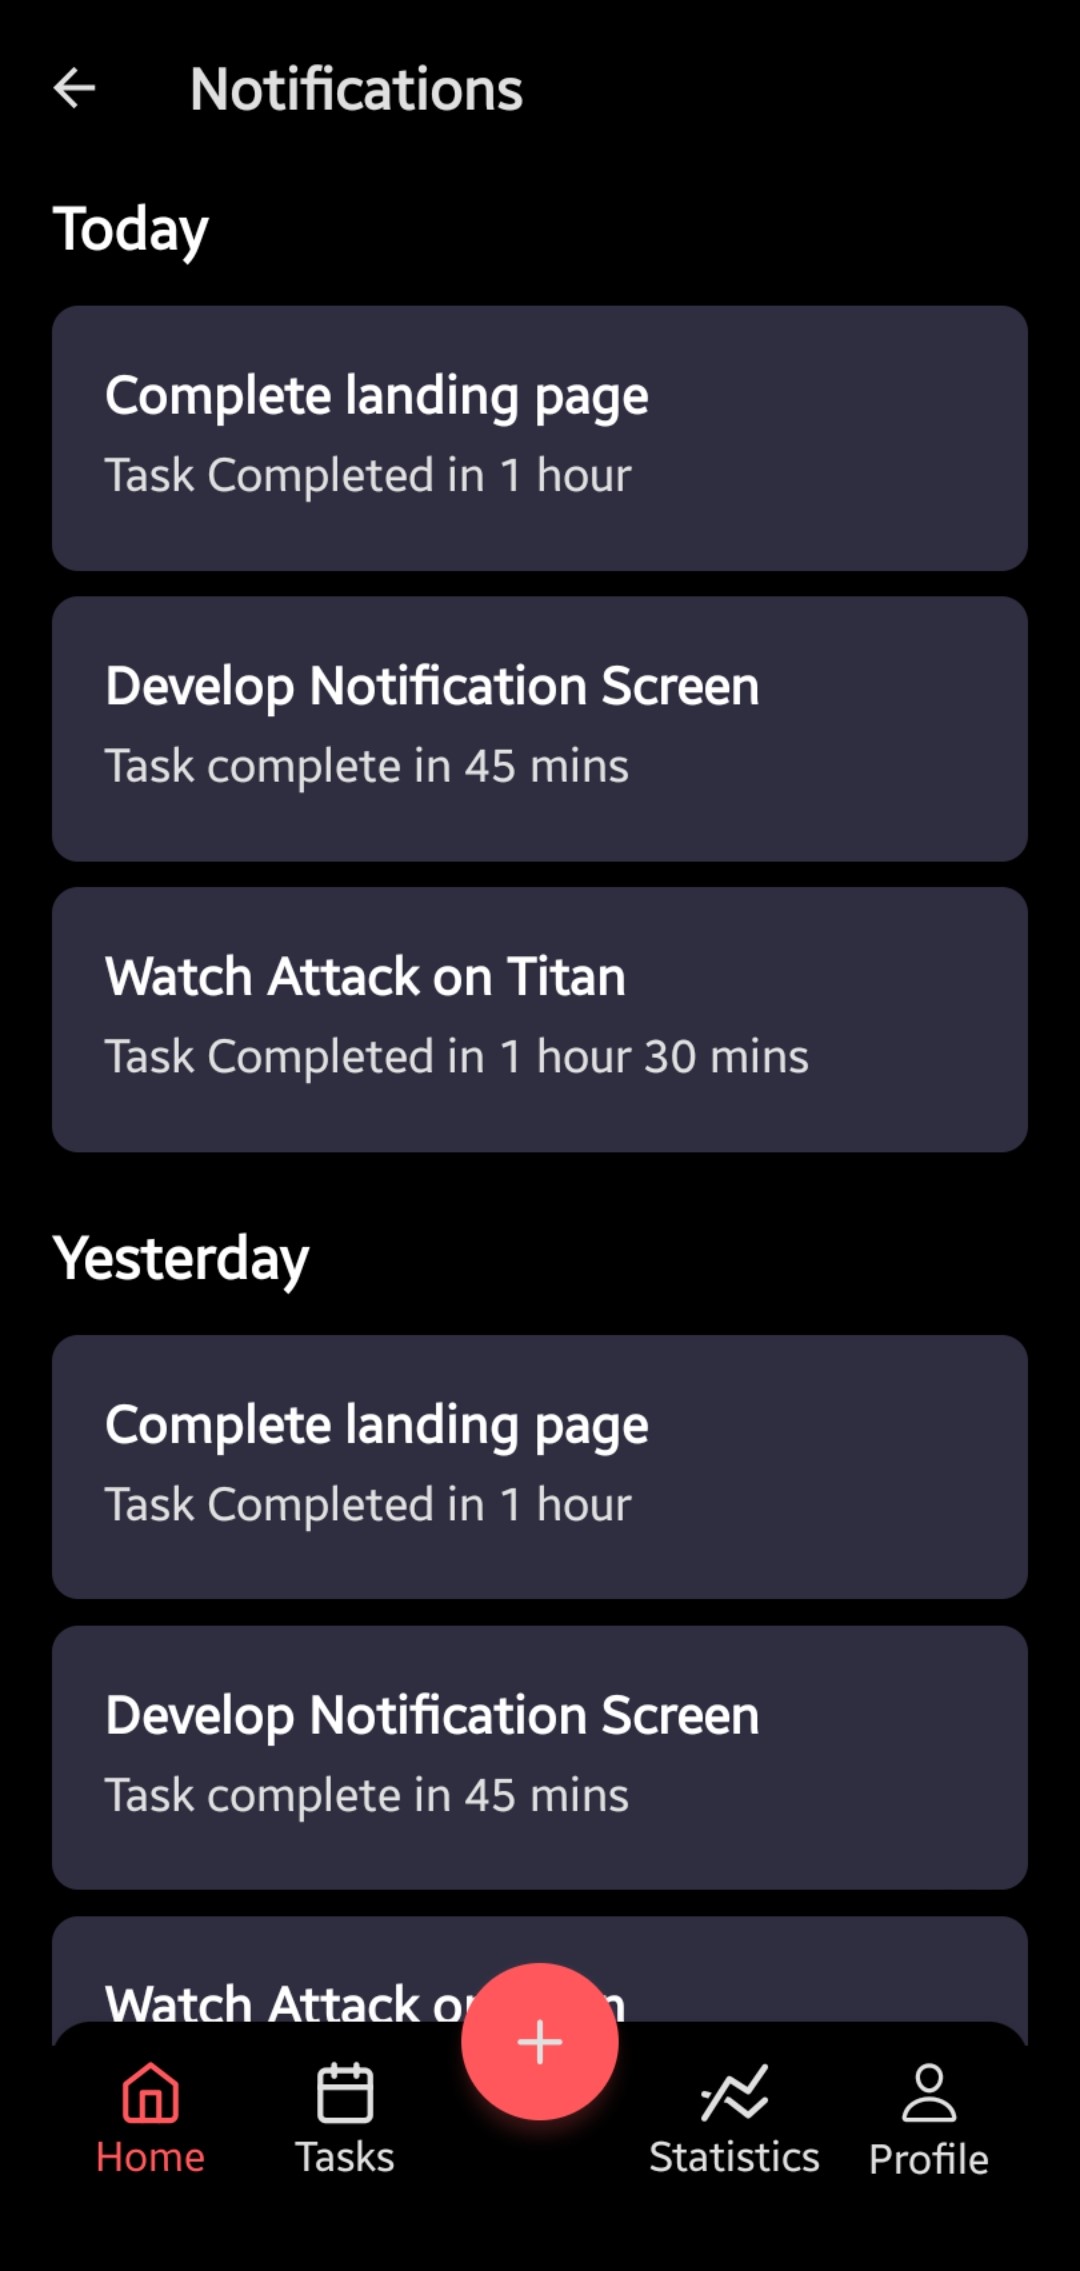 Notifications
Today
Complete landing page
Task Completed in 1 hour
Develop Notification Screen
Task complete in 45 mins
Watch Attack on Titan
Task Completed in 1 hour 30 mins
Yesterday
Complete landing page
Task Completed in 1 hour
Develop Notification Screen
Task complete in 45 mins
Watch Attack
Home
Tasks
Statistics
Profile